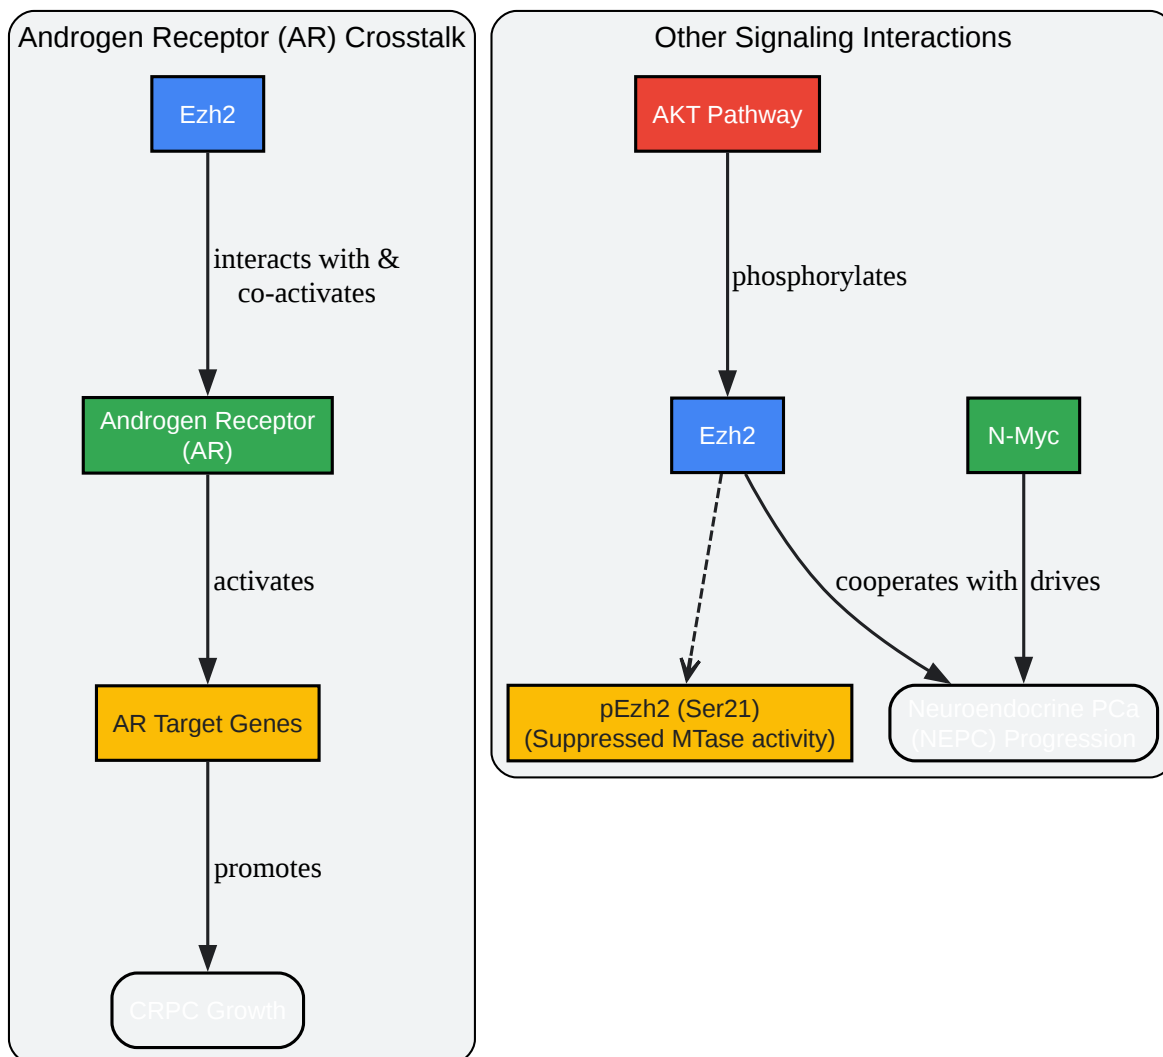 Androgen Receptor (AR) Crosstalk
Ezh2
interacts with &
co-activates
Androgen Receptor
(AR)
activates
AR Target Genes
promotes
CRPC Growth
Other Signaling Interactions
AKT Pathway
phosphorylates
Ezh2
N-Myc
cooperates with
drives
pEzh2 (Ser21)
(Suppressed MTase activity)
Neuroendocrine PCa
(NEPC) Progression